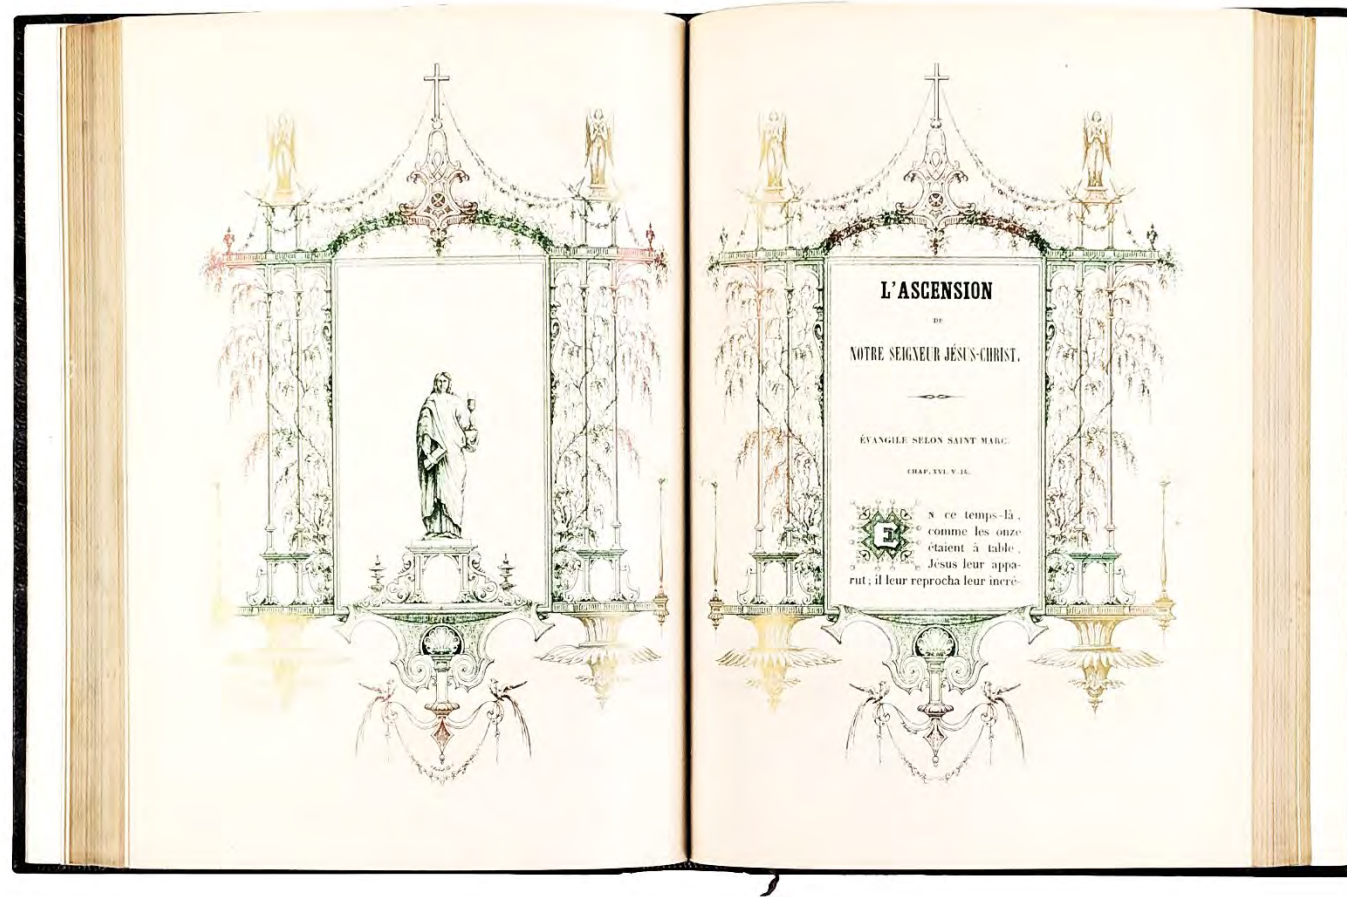 L'ASCENSION
DE
NOTRE SEIGNEUR JÉSUS-CHRIST.
ÉVANGILE SELON SAINT MARC.
CHAP. XVI. V. 14.
EN ce temps-là,
comme les onze
étaient à table,
Jésus leur appa-
rut; il leur reprocha leur incré-